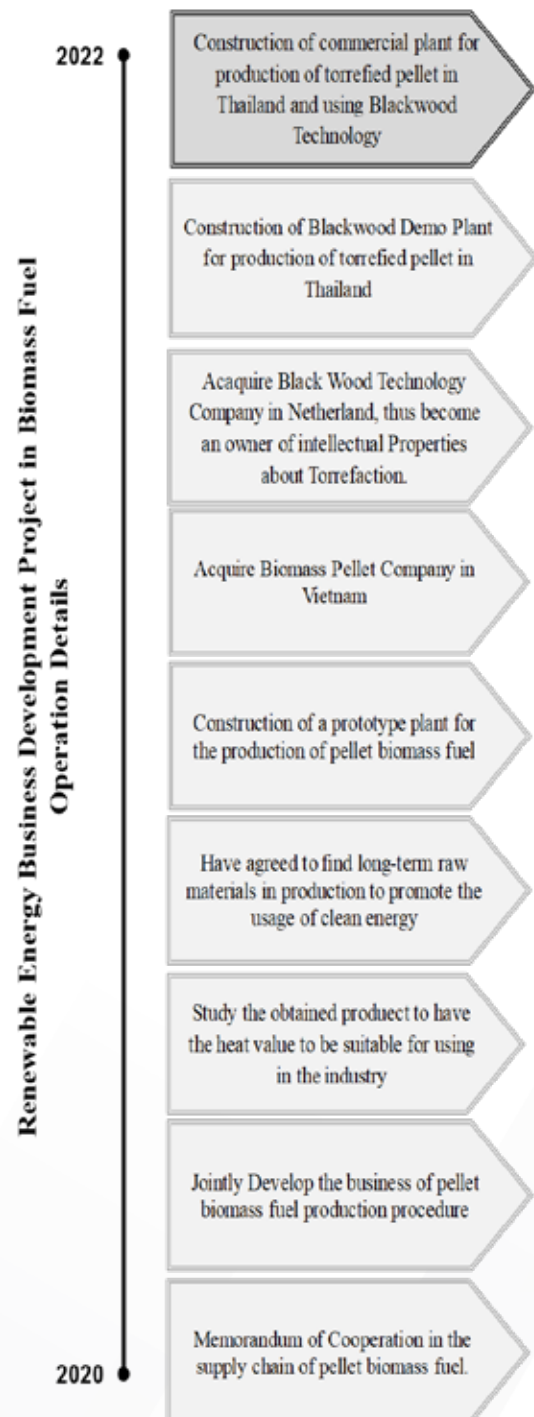 Renewable Energy Business Development Project in Biomass Fuel
Operation Details
2022
Construction of commercial plant for
production of torrefied pellet in
Thailand and using Blackwood
Technology
Construction of Blackwood Demo Plant
for production of torrefied pellet in
Thailand
Acaquire Black Wood Technology
Company in Netherland, thus become
an owner of intellectual Properties
about Torrefaction.
Acquire Biomass Pellet Company in
Vietnam
Construction of a prototype plant for
the production of pellet biomass fuel
Have agreed to find long-term raw
materials in production to promote the
usage of clean energy
Study the obtained produect to have
the heat value to be suitable for using
in the industry
Jointly Develop the business of pellet
biomass fuel production procedure
Memorandum of Cooperation in the
supply chain of pellet biomass fuel.
2020